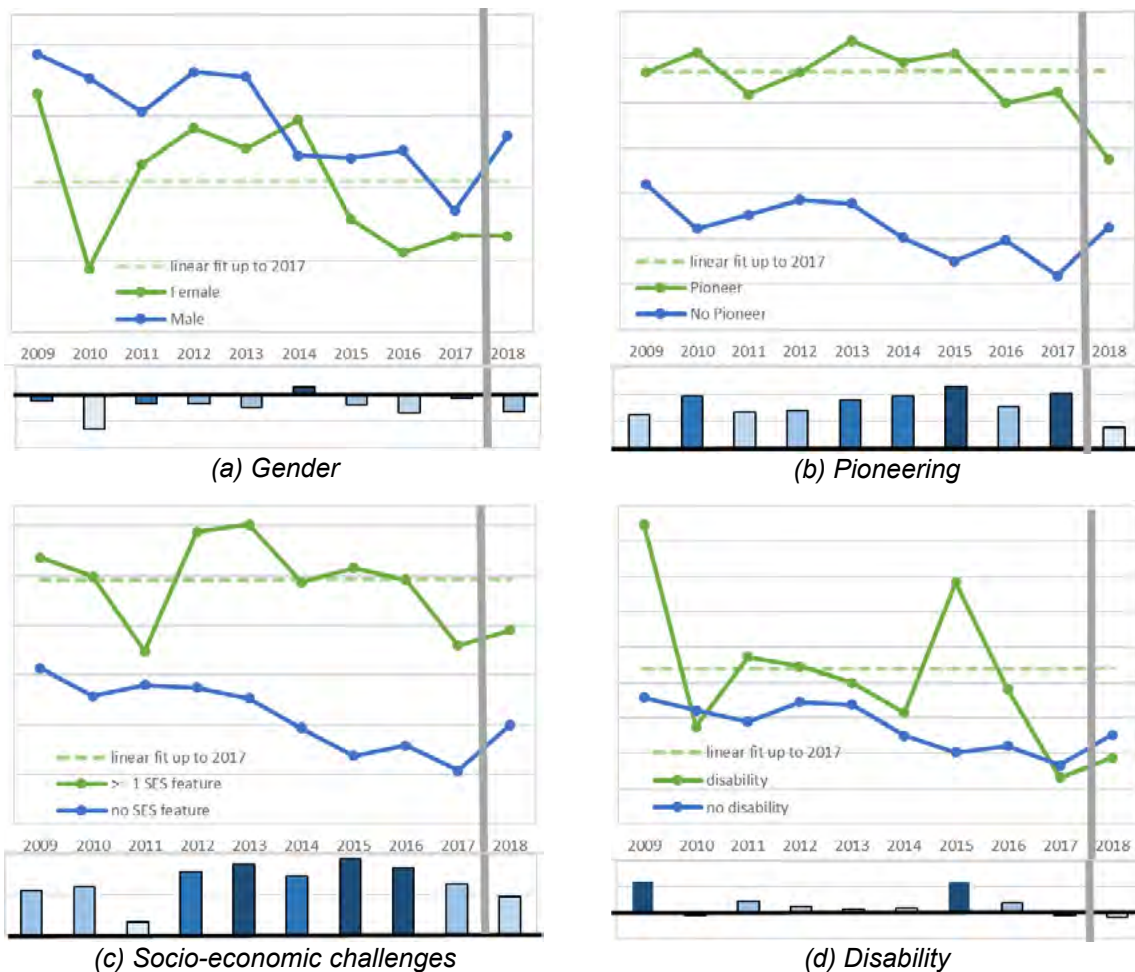 linear fit up to 2017
Female
Male
2009 2010 2011 2012 2013 2014 2015 2016 2017 2018
(a) Gender
linear fit up to 2017
Pioneer
No Pioneer
2009 2010 2011 2012 2013 2014 2015 2016 2017 2018
(b) Pioneering
linear fit up to 2017
>= 1 SES feature
no SES feature
2009 2010 2011 2012 2013 2014 2015 2016 2017 2018
(c) Socio-economic challenges
linear fit up to 2017
disability
no disability
2009 2010 2011 2012 2013 2014 2015 2016 2017 2018
(d) Disability